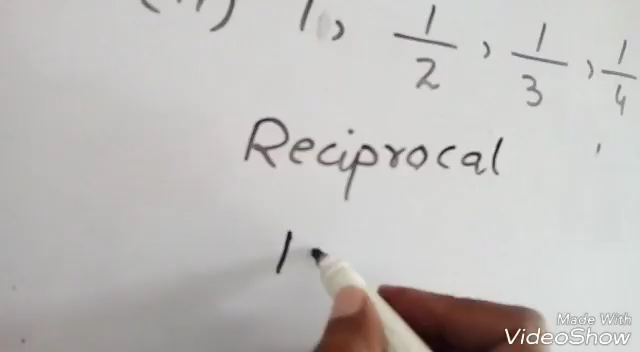 1, 1/2, 1/3, 1/4
Reciprocal
1
Made With
VideoShow